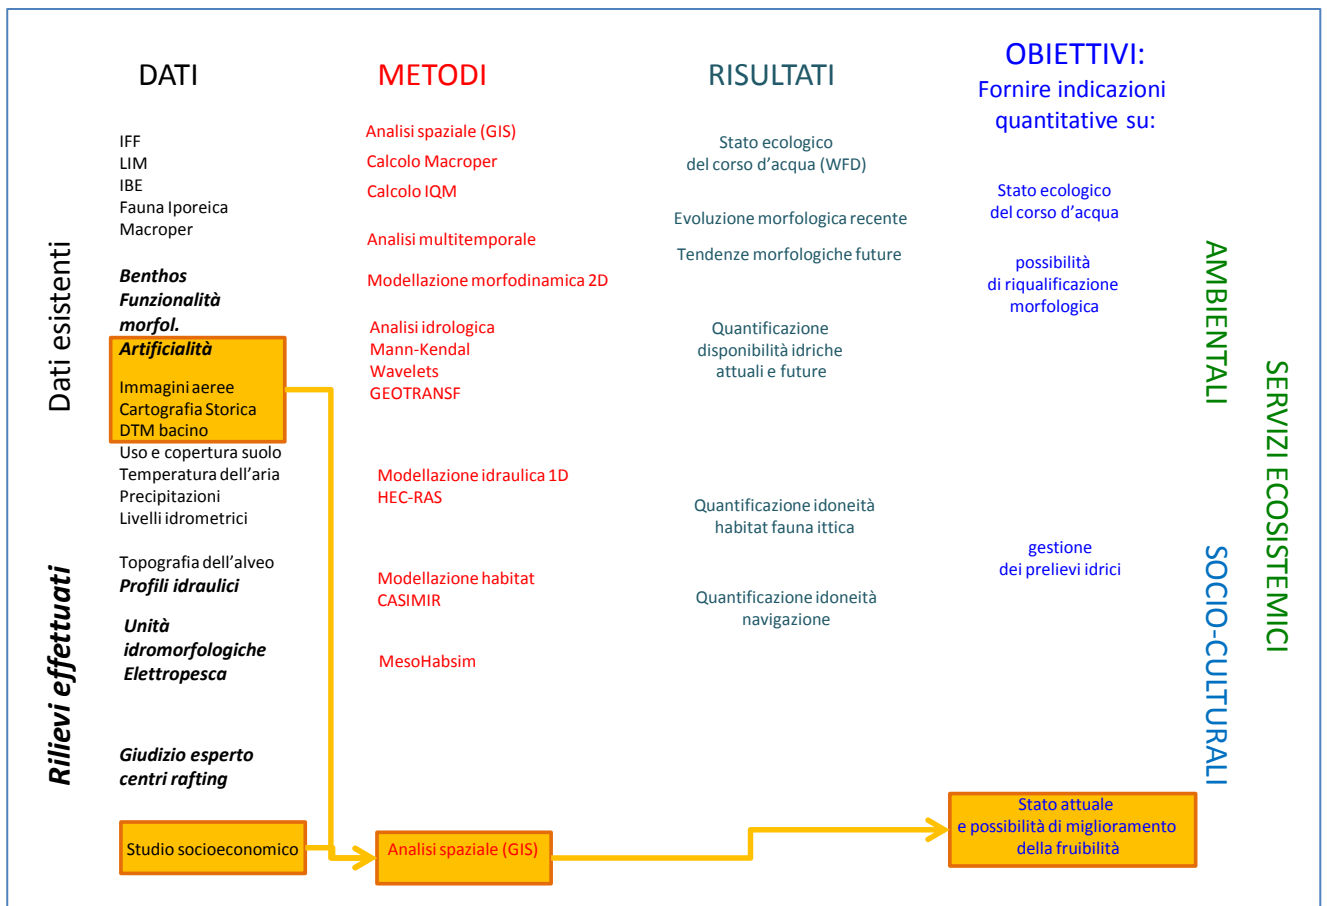 DATI
IFF
LIM
IBE
Fauna Iporeica
Macroper
Benthos
Funzionalità
morfol.
Artificialità
Immagini aeree
Cartografia Storica
DTM bacino
Uso e copertura suolo
Temperatura dell'aria
Precipitazioni
Livelli idrometrici
Topografia dell'alveo
Profili idraulici
Unità
idromorfologiche
Elettropesca
Giudizio esperto
centri rafting
Studio socioeconomico
Dati esistenti
Rilievi effettuati
METODI
Analisi spaziale (GIS)
Calcolo Macroper
Calcolo IQM
Analisi multitemporale
Modellazione morfodinamica 2D
Analisi idrologica
Mann-Kendal
Wavelets
GEOTRANSF
Modellazione idraulica 1D
HEC-RAS
Modellazione habitat
CASIMIR
MesoHabsim
Analisi spaziale (GIS)
RISULTATI
Stato ecologico
del corso d'acqua (WFD)
Evoluzione morfologica recente
Tendenze morfologiche future
Quantificazione
disponibilità idriche
attuali e future
Quantificazione idoneità
habitat fauna ittica
Quantificazione idoneità
navigazione
OBIETTIVI:
Fornire indicazioni
quantitative su:
Stato ecologico
del corso d'acqua
possibilità
di riqualificazione
morfologica
gestione
dei prelievi idrici
Stato attuale
e possibilità di miglioramento
della fruibilità
AMBIENTALI
SOCIO-CULTURALI
SERVIZI ECOSISTEMICI